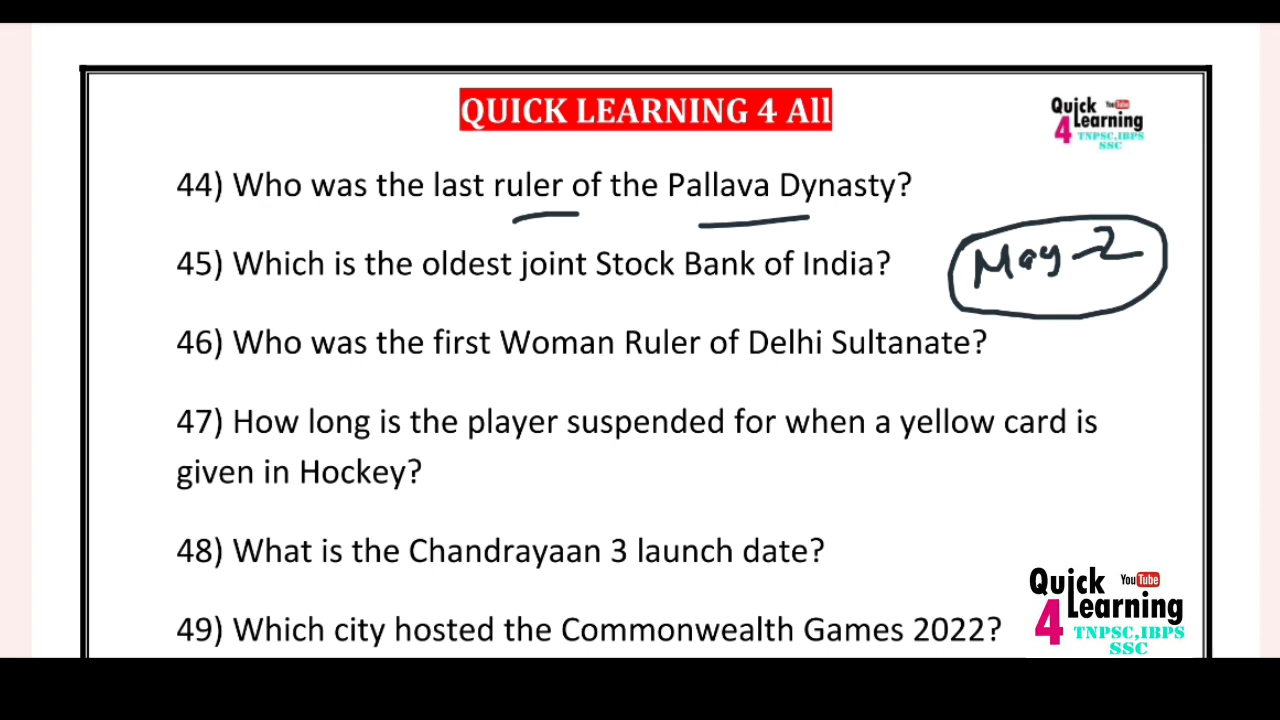 QUICK LEARNING 4 All
Quick YouTube
4 Learning
TNPSC,IBPS
SSC
44) Who was the last ruler of the Pallava Dynasty?
45) Which is the oldest joint Stock Bank of India?
May-2
46) Who was the first Woman Ruler of Delhi Sultanate?
47) How long is the player suspended for when a yellow card is
given in Hockey?
48) What is the Chandrayaan 3 launch date?
49) Which city hosted the Commonwealth Games 2022?
Quick YouTube
4 Learning
TNPSC,IBPS
SSC